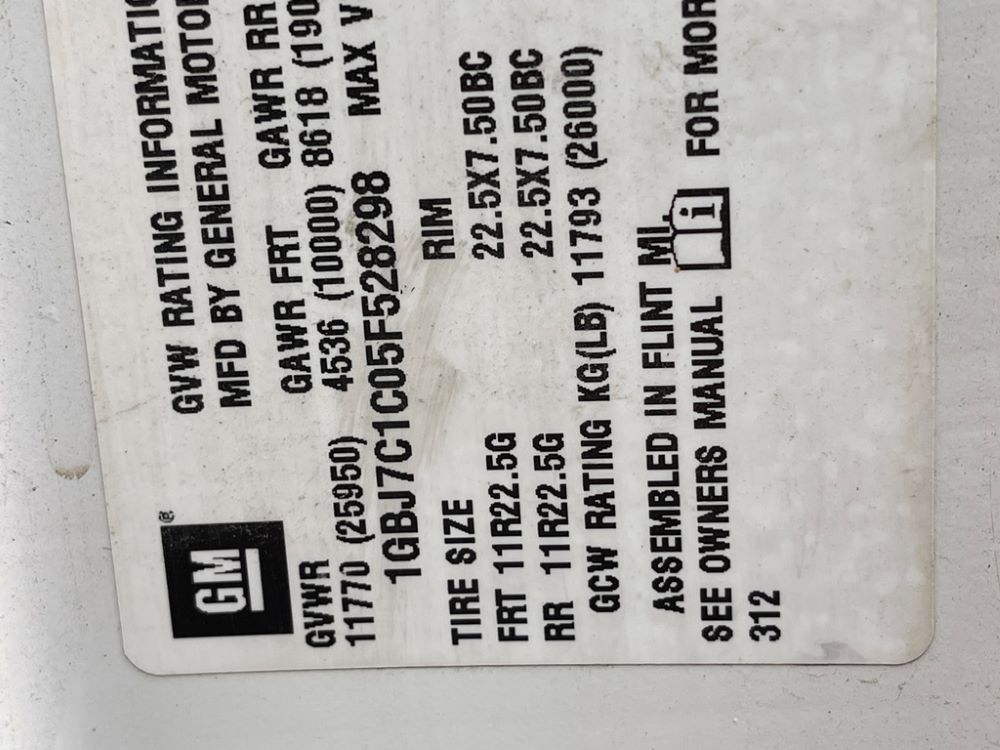 GM®
GVW RATING INFORMATIO
MFD BY GENERAL MOTOR
GVWR GAWR FRT GAWR RR
11770 (25950) 4536 (10000) 8618 (190
1GBJ7C1C05F528298 MAX V
TIRE SIZE RIM
FRT 11R22.5G 22.5X7.50BC
RR 11R22.5G 22.5X7.50BC
GCW RATING KG(LB) 11793 (26000)
ASSEMBLED IN FLINT MI.
SEE OWNERS MANUAL i FOR MOR
312